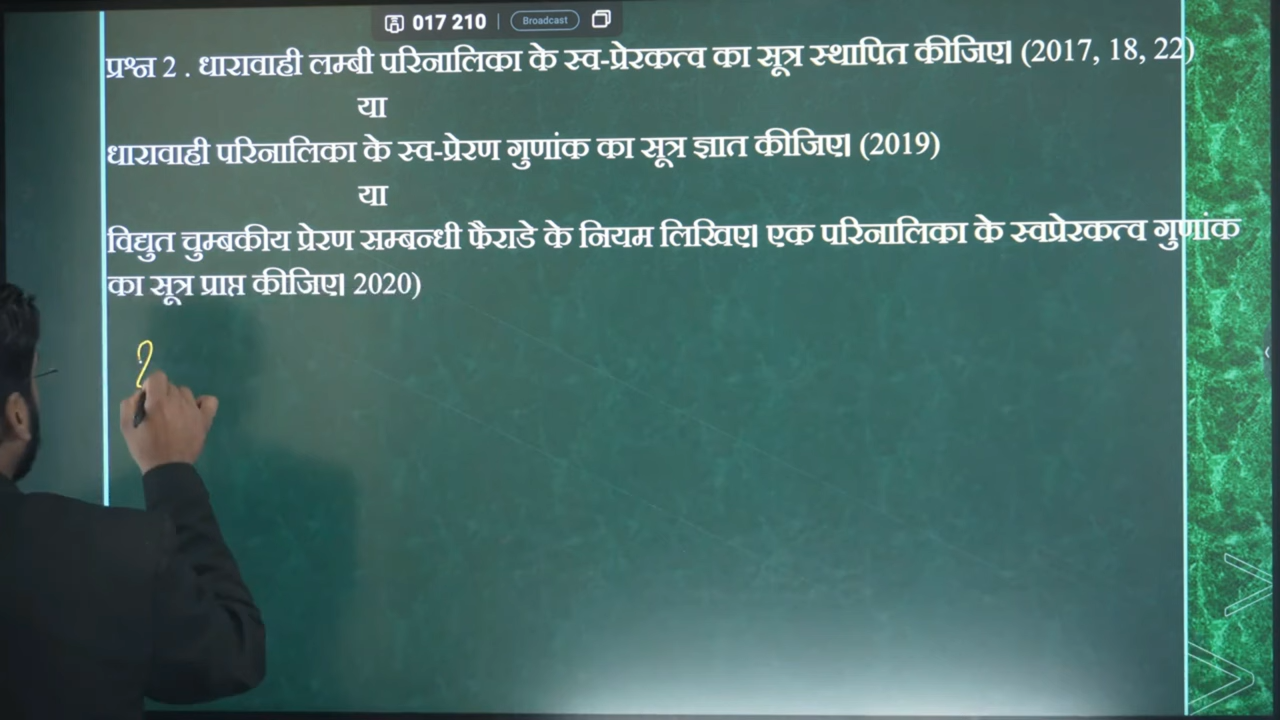 017 210 | Broadcast
प्रश्न 2 . धारावाही लम्बी परिनालिका के स्व-प्रेरकत्व का सूत्र स्थापित कीजिए। (2017, 18, 22)
या
धारावाही परिनालिका के स्व-प्रेरण गुणांक का सूत्र ज्ञात कीजिए। (2019)
या
विद्युत चुम्बकीय प्रेरण सम्बन्धी फैराडे के नियम लिखिए। एक परिनालिका के स्वप्रेरकत्व गुणांक
का सूत्र प्राप्त कीजिए। 2020)